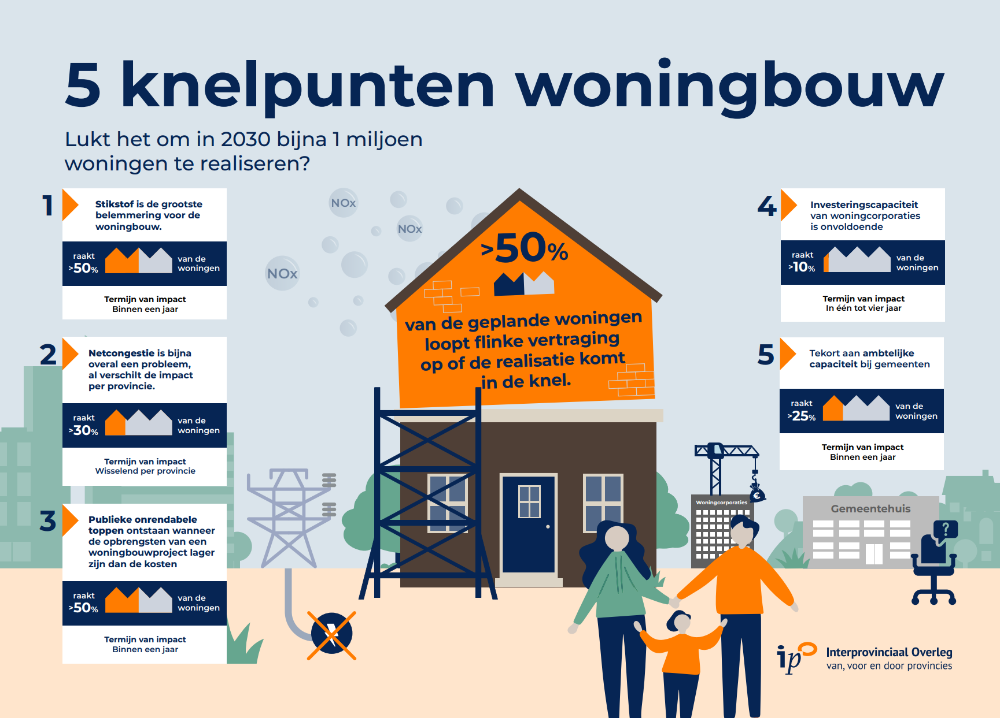 5 knelpunten woningbouw
Lukt het om in 2030 bijna 1 miljoen
woningen te realiseren?
1
Stikstof is de grootste
belemmering voor de
woningbouw.
raakt
>50%
van de
woningen
Termijn van impact
Binnen een jaar
2
Netcongestie is bijna
overal een probleem,
al verschilt de impact
per provincie.
raakt
>30%
van de
woningen
Termijn van impact
Wisselend per provincie
3
Publieke onrendabele
toppen ontstaan wanneer
de opbrengsten van een
woningbouwproject lager
zijn dan de kosten
raakt
>50%
van de
woningen
Termijn van impact
Binnen een jaar
NOx
NOx
NOx
>50%
van de geplande woningen
loopt flinke vertraging
op of de realisatie komt
in de knel.
4
Investeringscapaciteit
van woningcorporaties
is onvoldoende
raakt
>10%
van de
woningen
Termijn van impact
In één tot vier jaar
5
Tekort aan ambtelijke
capaciteit bij gemeenten
raakt
>25%
van de
woningen
Termijn van impact
Binnen een jaar
€
Woningcorporaties
Gemeentehuis
?
ipo
Interprovinciaal Overleg
van, voor en door provincies